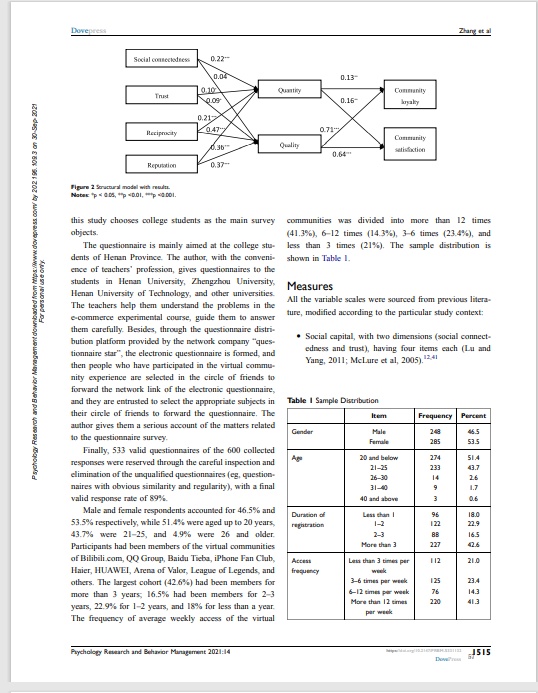 Dovepress
Zhang et al
Social connectedness
Trust
Reciprocity
Reputation
0.22***
0.04
0.10*
0.09*
0.21***
0.47***
0.36***
0.37***
Quantity
Quality
0.13**
0.16**
0.71***
0.64***
Community
loyalty
Community
satisfaction
Figure 2 Structural model with results.
Notes: *p < 0.05, **p <0.01, ***p <0.001.
this study chooses college students as the main survey
objects.
The questionnaire is mainly aimed at the college stu-
dents of Henan Province. The author, with the conveni-
ence of teachers' profession, gives questionnaires to the
students in Henan University, Zhengzhou University,
Henan University of Technology, and other universities.
The teachers help them understand the problems in the
e-commerce experimental course, guide them to answer
them carefully. Besides, through the questionnaire distri-
bution platform provided by the network company "ques-
tionnaire star", the electronic questionnaire is formed, and
then people who have participated in the virtual commu-
nity experience are selected in the circle of friends to
forward the network link of the electronic questionnaire,
and they are entrusted to select the appropriate subjects in
their circle of friends to forward the questionnaire. The
author gives them a serious account of the matters related
to the questionnaire survey.
Finally, 533 valid questionnaires of the 600 collected
responses were reserved through the careful inspection and
elimination of the unqualified questionnaires (eg, question-
naires with obvious similarity and regularity), with a final
valid response rate of 89%.
Male and female respondents accounted for 46.5% and
53.5% respectively, while 51.4% were aged up to 20 years,
43.7% were 21–25, and 4.9% were 26 and older.
Participants had been members of the virtual communities
of Bilibili.com, QQ Group, Baidu Tieba, iPhone Fan Club,
Haier, HUAWEI, Arena of Valor, League of Legends, and
others. The largest cohort (42.6%) had been members for
more than 3 years; 16.5% had been members for 2–3
years, 22.9% for 1–2 years, and 18% for less than a year.
The frequency of average weekly access of the virtual
communities was divided into more than 12 times
(41.3%), 6–12 times (14.3%), 3–6 times (23.4%), and
less than 3 times (21%). The sample distribution is
shown in Table 1.
Measures
All the variable scales were sourced from previous litera-
ture, modified according to the particular study context:
• Social capital, with two dimensions (social connect-
edness and trust), having four items each (Lu and
Yang, 2011; McLure et al, 2005).12,41
Table 1 Sample Distribution
Item Frequency Percent
Gender Male 248 46.5
Female 285 53.5
Age 20 and below 274 51.4
21–25 233 43.7
26–30 14 2.6
31–40 9 1.7
40 and above 3 0.6
Duration of Less than 1 96 18.0
registration 1–2 122 22.9
2–3 88 16.5
More than 3 227 42.6
Access Less than 3 times per 112 21.0
frequency week
3–6 times per week 125 23.4
6–12 times per week 76 14.3
More than 12 times 220 41.3
per week
Psychology Research and Behavior Management downloaded from https://www.dovepress.com/ by 202.196.109.3 on 30-Sep-2021
For personal use only.
Psychology Research and Behavior Management 2021:14
1515
DovePress